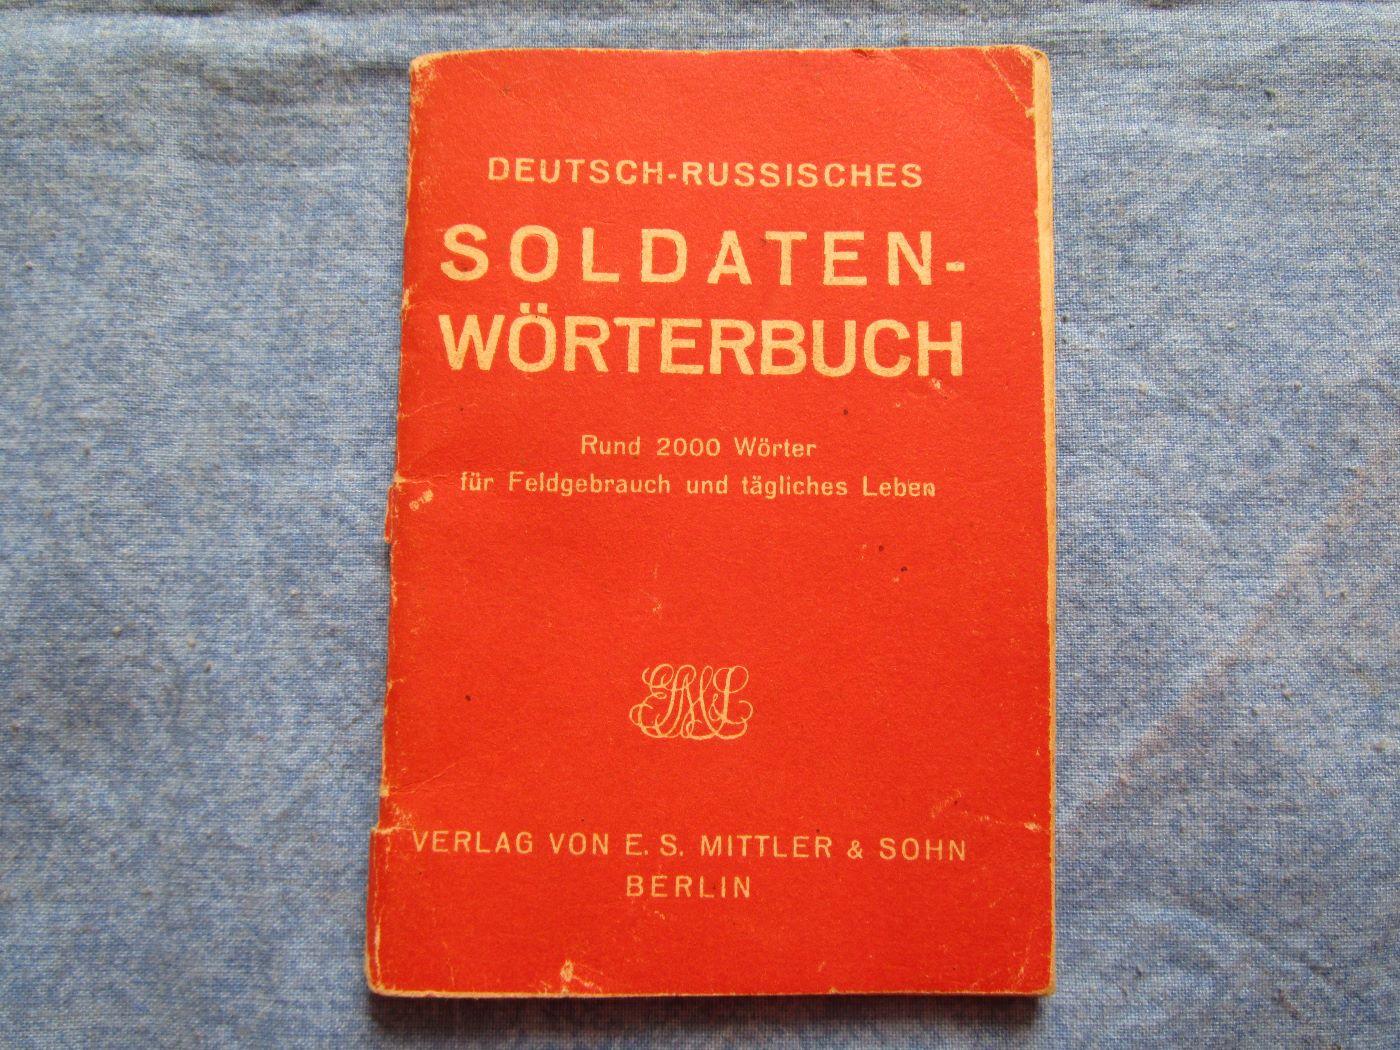 DEUTSCH-RUSSISCHES
SOLDATEN-
WÖRTERBUCH
Rund 2000 Wörter
für Feldgebrauch und tägliches Leben
VERLAG VON E. S. MITTLER & SOHN
BERLIN